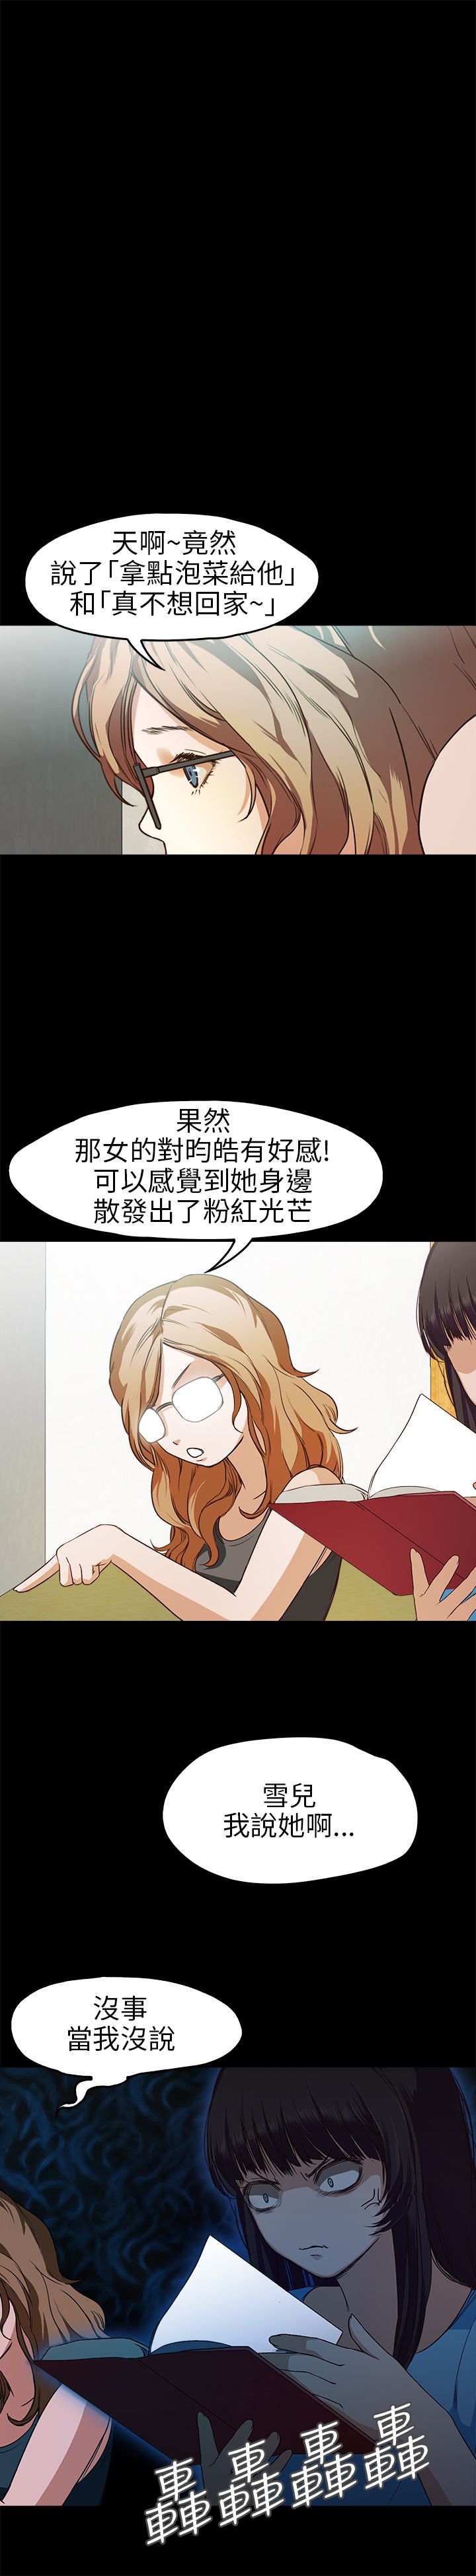 天啊~竟然
說了「拿點泡菜給他」
和「真不想回家~」
果然
那女的對昀皓有好感!
可以感覺到她身邊
散發出了粉紅光芒
雪兒
我說她啊...
沒事
當我沒說
轟轟轟轟